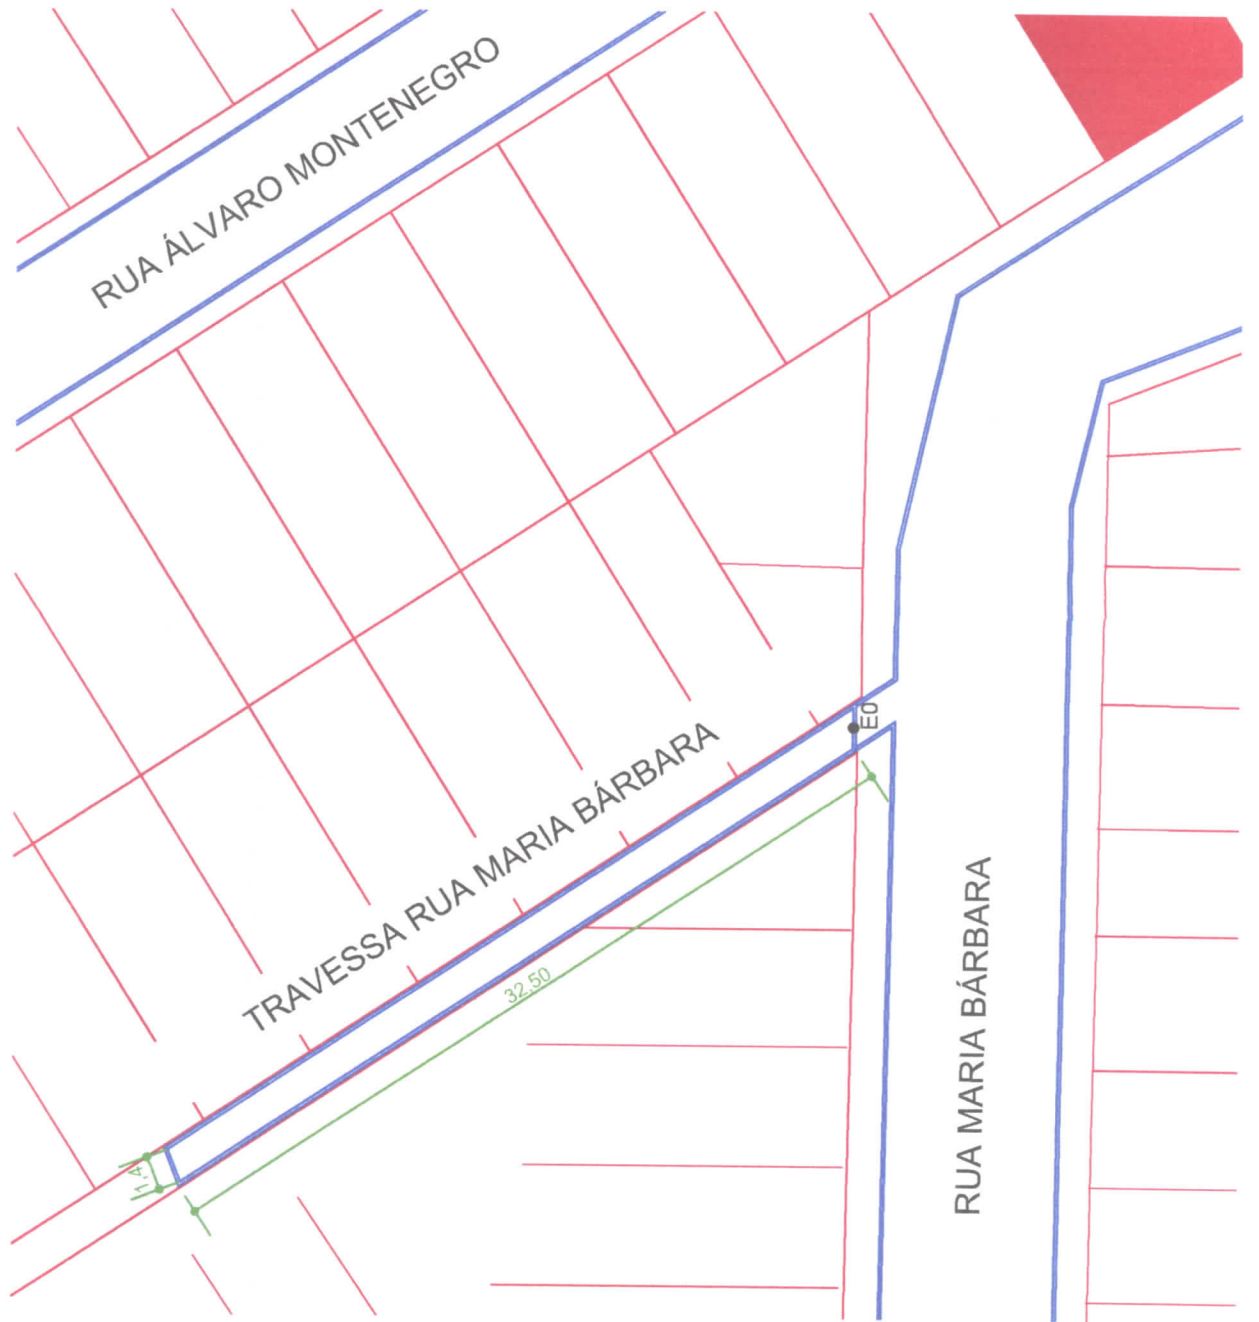 RUA ÁLVARO MONTENEGRO
TRAVESSA RUA MARIA BÁRBARA
E0
32,50
1,4
RUA MARIA BÁRBARA